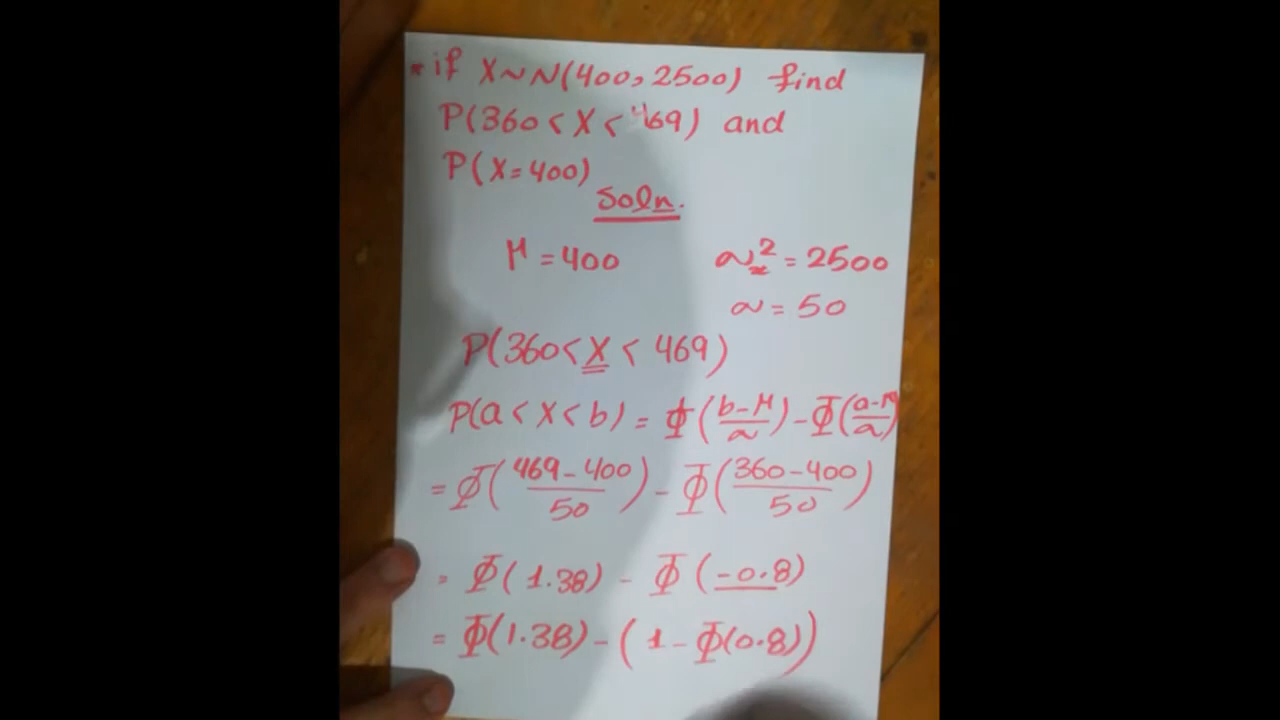 * if X ~ N(400, 2500) find
P(360 < X < 469) and
P(X = 400)
Soln.
μ = 400 σ² = 2500
σ = 50
P(360 < X < 469)
P(a < X < b) = Φ((b-μ)/σ) - Φ((a-μ)/σ)
= Φ((469-400)/50) - Φ((360-400)/50)
= Φ(1.38) - Φ(-0.8)
= Φ(1.38) - (1 - Φ(0.8))